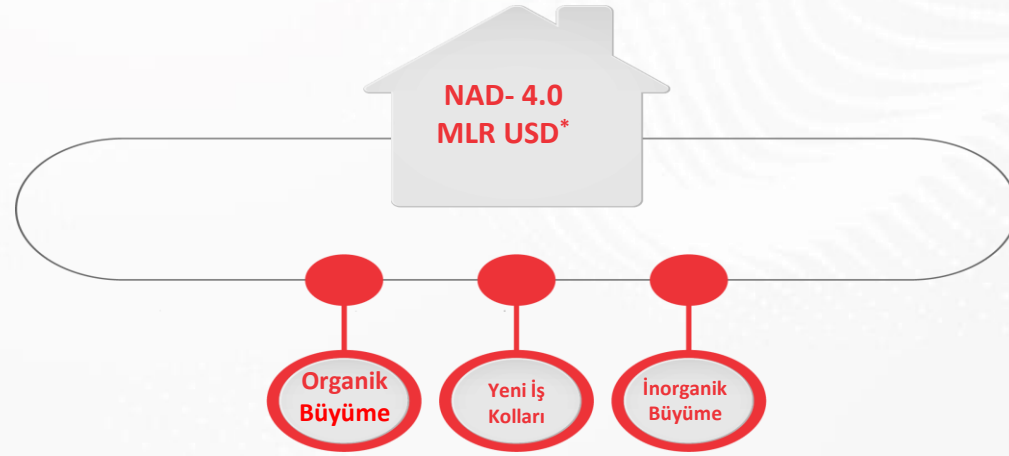 NAD- 4.0
MLR USD*
Organik
Büyüme
Yeni İş
Kolları
İnorganik
Büyüme